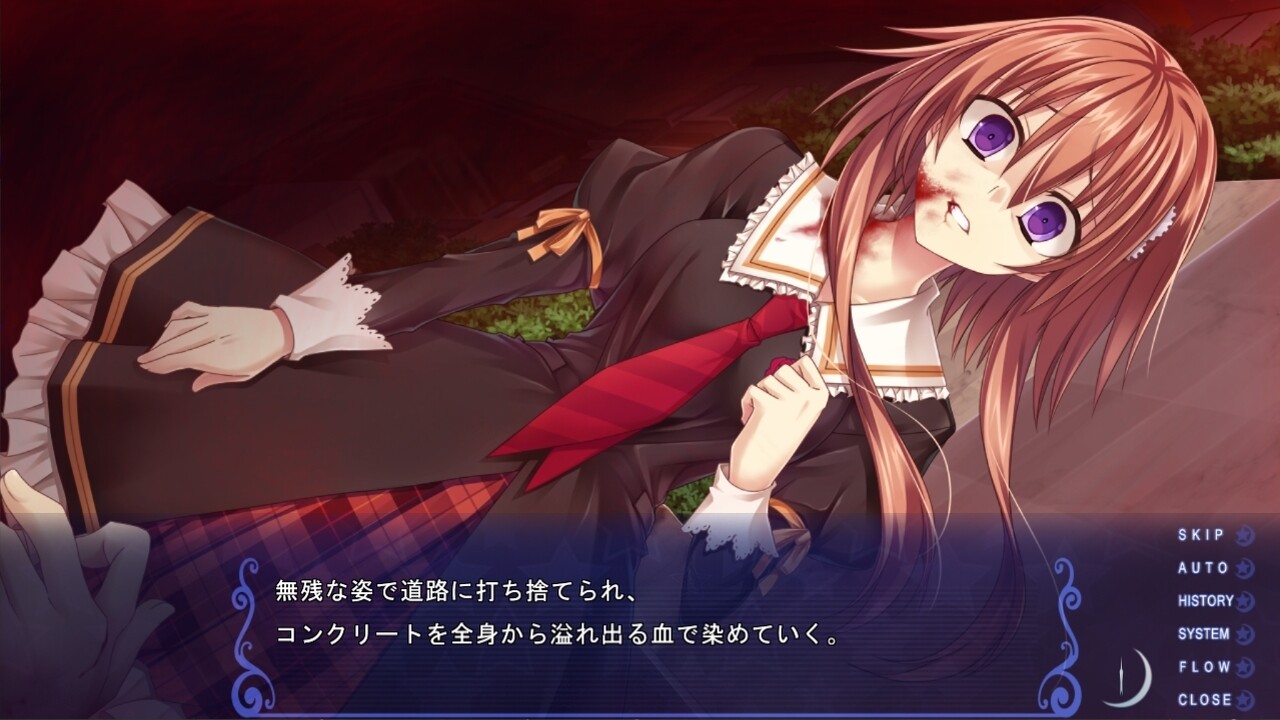 無残な姿で道路に打ち捨てられ、
コンクリートを全身から溢れ出る血で染めていく。
SKIP
AUTO
HISTORY
SYSTEM
FLOW
CLOSE